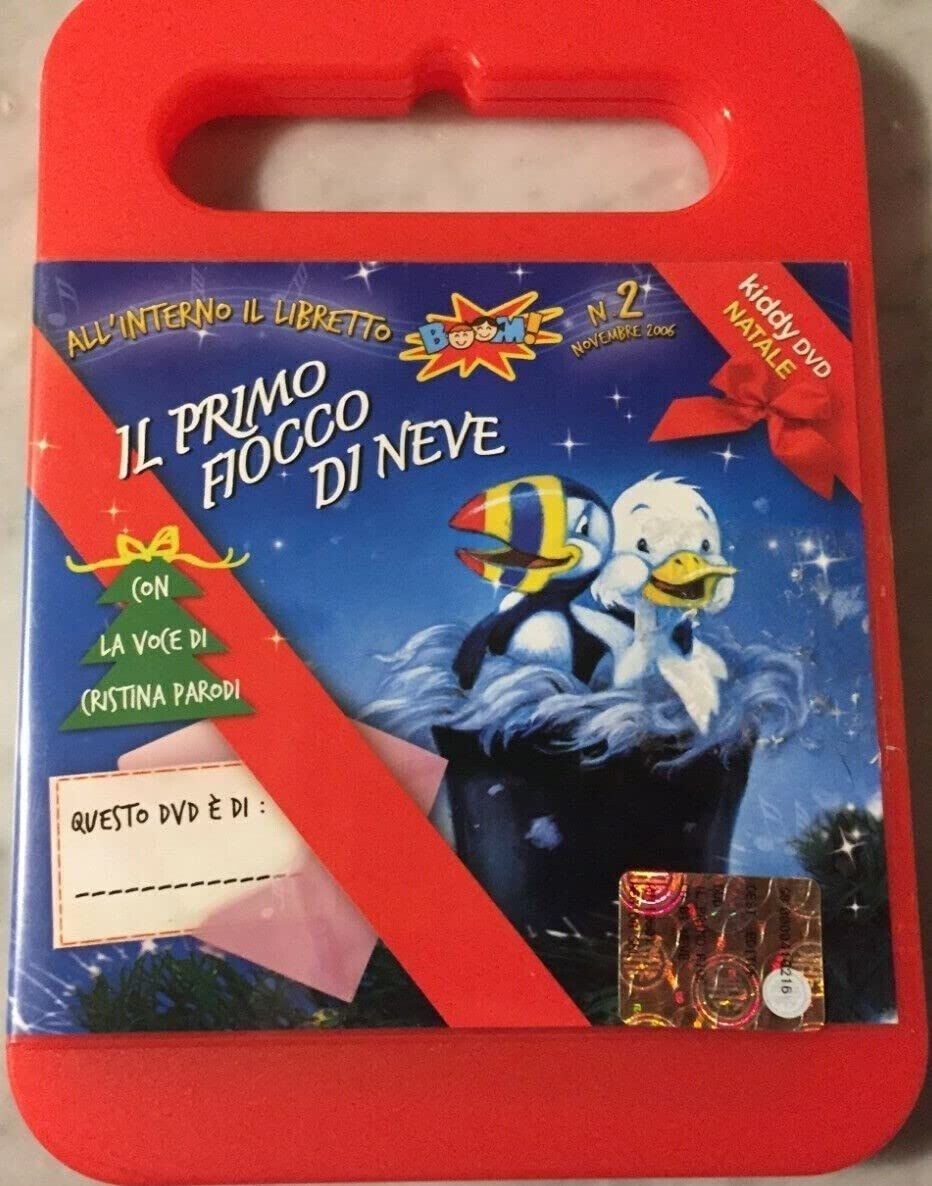 ALL'INTERNO IL LIBRETTO
BOOM!
N. 2
NOVEMBRE 2006
kiddy DVD
NATALE
IL PRIMO
FIOCCO
DI NEVE
CON
LA VOCE DI
CRISTINA PARODI
QUESTO DVD È DI :